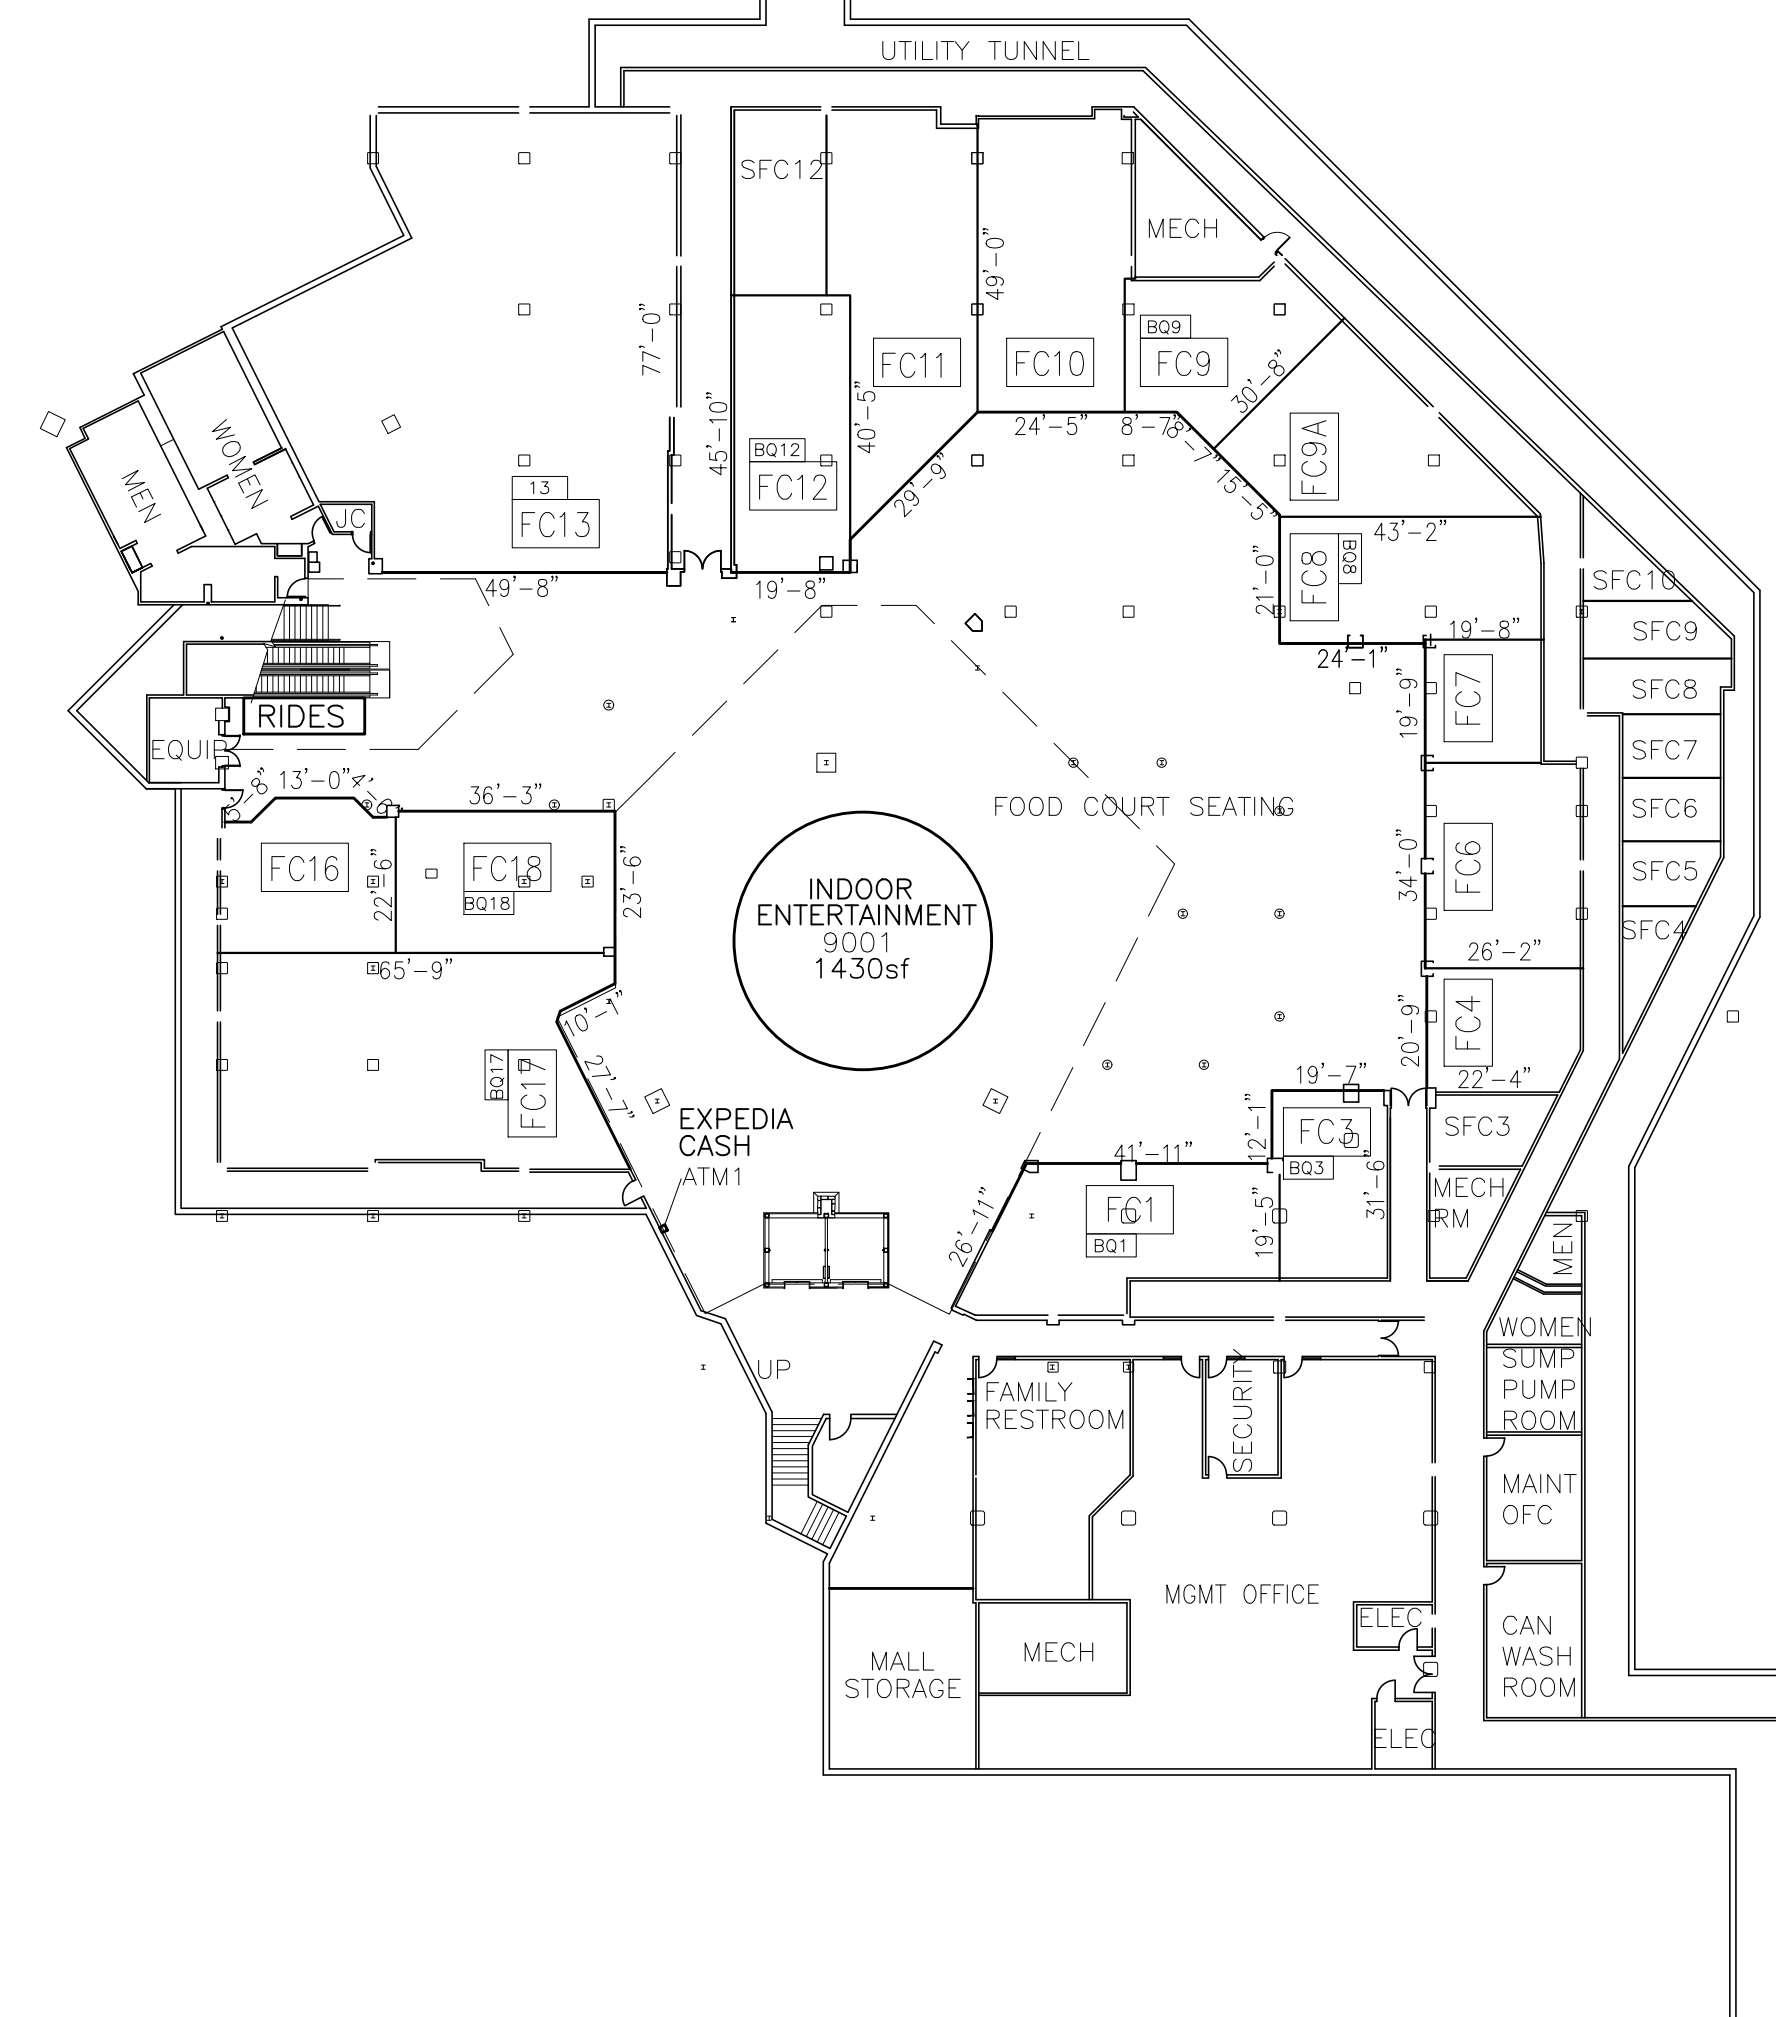 UTILITY TUNNEL
SFC12
MECH
49'-0"
77'-0"
BQ9
FC11
FC10
FC9
30'-8"
40'-5"
45'-10"
24'-5"
8'-7"
8'-7"
WOMEN
MEN
BQ12
FC12
29'-9"
15'-5"
FC9A
13
FC13
JC
43'-2"
FC8
BQ8
21'-0"
49'-8"
19'-8"
SFC10
19'-8"
SFC9
24'-1"
FC7
19'-9"
SFC8
RIDES
EQUIP
SFC7
13'-0"
36'-3"
FOOD COURT SEATING
SFC6
FC16
22'-6"
FC18
BQ18
23'-6"
34'-0"
FC6
SFC5
INDOOR
ENTERTAINMENT
9001
1430sf
SFC4
26'-2"
65'-9"
10'-1"
20'-9"
FC4
BQ17
FC17
27'-7"
19'-7"
22'-4"
EXPEDIA
CASH
ATM1
12'-1"
FC3
SFC3
41'-11"
BQ3
31'-6"
MECH
RM
26'-11"
FC1
BQ1
19'-5"
MEN
WOMEN
UP
SUMP
PUMP
ROOM
FAMILY
RESTROOM
SECURITY
MAINT
OFC
MGMT OFFICE
ELEC
MECH
CAN
WASH
ROOM
MALL
STORAGE
ELEC